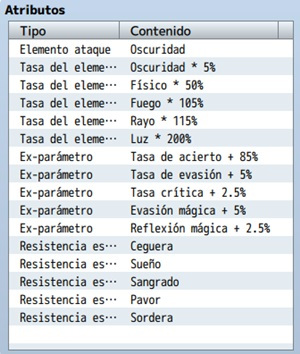 Atributos
Tipo Contenido
Elemento ataque Oscuridad
Tasa del eleme··· Oscuridad * 5%
Tasa del eleme··· Físico * 50%
Tasa del eleme··· Fuego * 105%
Tasa del eleme··· Rayo * 115%
Tasa del eleme··· Luz * 200%
Ex-parámetro Tasa de acierto + 85%
Ex-parámetro Tasa de evasión + 5%
Ex-parámetro Tasa crítica + 2.5%
Ex-parámetro Evasión mágica + 5%
Ex-parámetro Reflexión mágica + 2.5%
Resistencia es··· Ceguera
Resistencia es··· Sueño
Resistencia es··· Sangrado
Resistencia es··· Pavor
Resistencia es··· Sordera